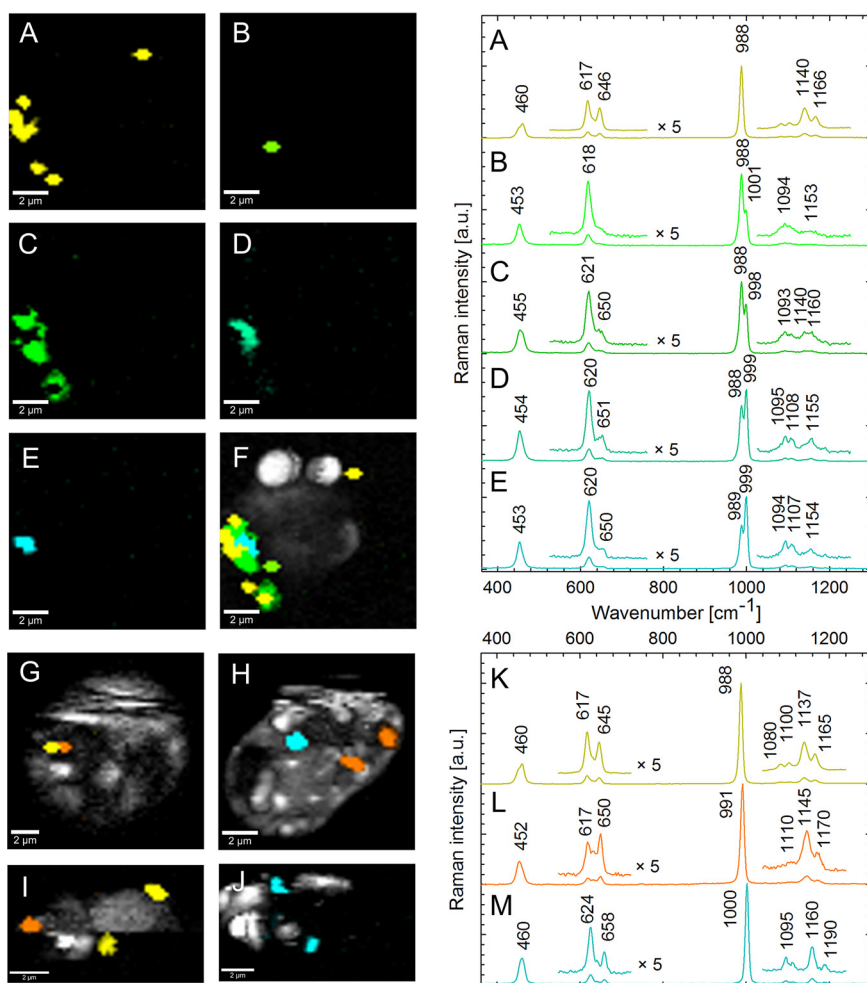 A
2 µm
B
2 µm
C
2 µm
D
2 µm
E
2 µm
F
2 µm
G
2 µm
H
2 µm
I
2 µm
J
2 µm
Raman intensity [a.u.]
A
460
617
646
× 5
988
1140
1166
B
453
618
× 5
988
1001
1094
1153
C
455
621
650
× 5
988
998
1093
1140
1160
D
454
620
651
× 5
988
999
1095
1108
1155
E
453
620
650
× 5
989
999
1094
1107
1154
400 600 800 1000 1200
Wavenumber [cm-1]
400 600 800 1000 1200
Raman intensity [a.u.]
K
460
617
645
× 5
988
1080
1100
1137
1165
L
452
617
650
× 5
991
1110
1145
1170
M
460
624
658
× 5
1000
1095
1160
1190